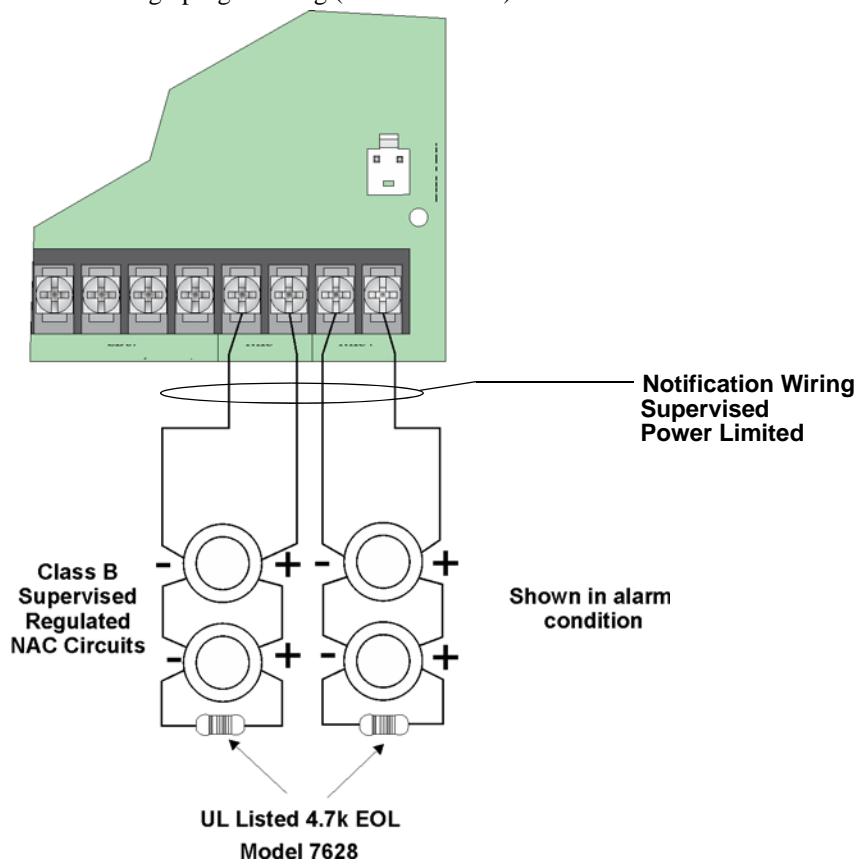 Notification Wiring
Supervised
Power Limited
Class B
Supervised
Regulated
NAC Circuits
- + - +
Shown in alarm
condition
- + - +
UL Listed 4.7k EOL
Model 7628